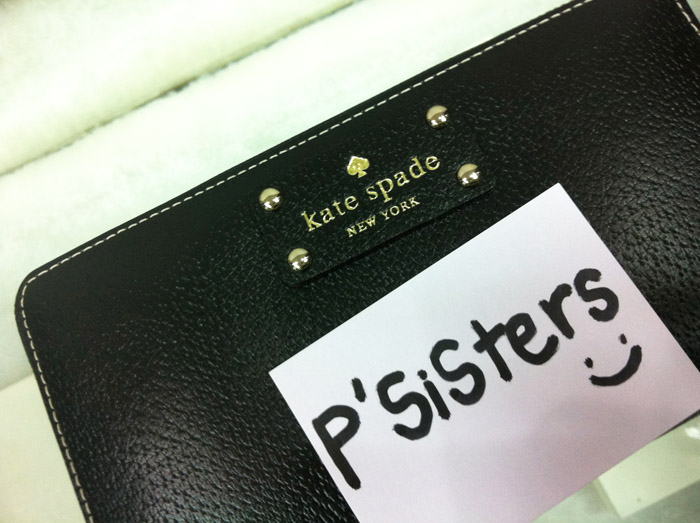 kate spade
NEW YORK
P'SiSters